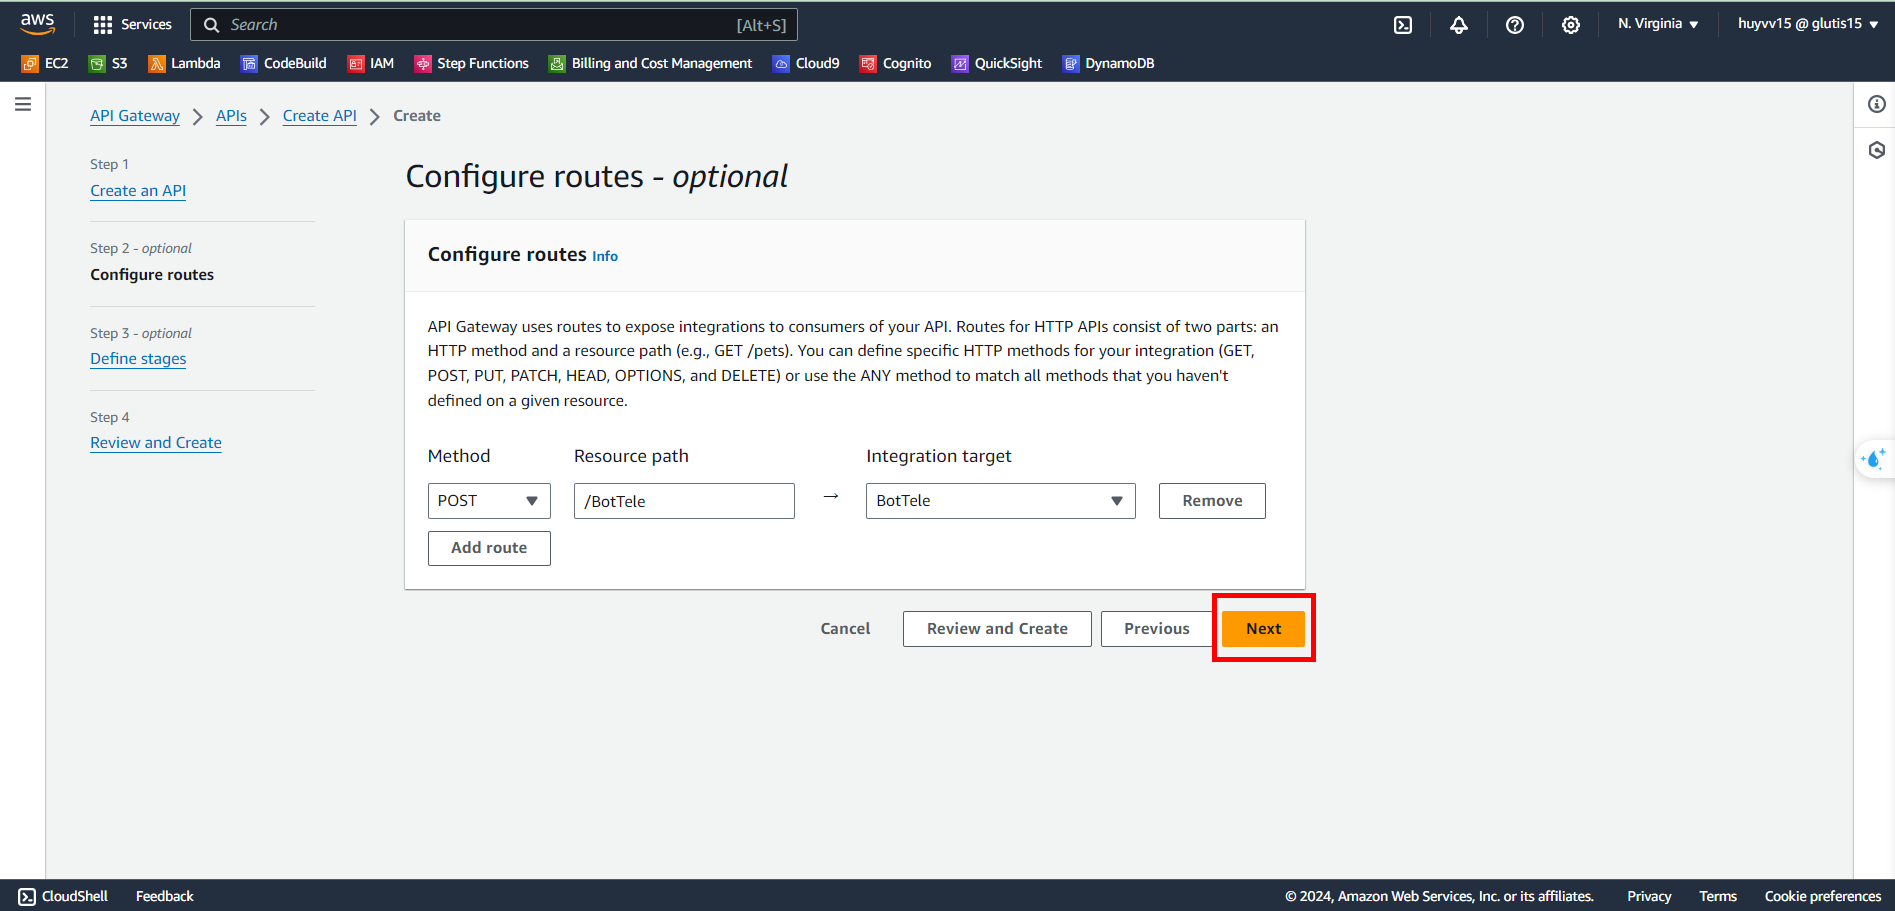 aws
Services
Search
[Alt+S]
N. Virginia
huyvv15 @ glutis15
EC2
S3
Lambda
CodeBuild
IAM
Step Functions
Billing and Cost Management
Cloud9
Cognito
QuickSight
DynamoDB
API Gateway
APIs
Create API
Create
Step 1
Create an API
Step 2 - optional
Configure routes
Step 3 - optional
Define stages
Step 4
Review and Create
Configure routes - optional
Configure routes Info
API Gateway uses routes to expose integrations to consumers of your API. Routes for HTTP APIs consist of two parts: an
HTTP method and a resource path (e.g., GET /pets). You can define specific HTTP methods for your integration (GET,
POST, PUT, PATCH, HEAD, OPTIONS, and DELETE) or use the ANY method to match all methods that you haven't
defined on a given resource.
Method
Resource path
Integration target
POST
/BotTele
→
BotTele
Remove
Add route
Cancel
Review and Create
Previous
Next
CloudShell
Feedback
© 2024, Amazon Web Services, Inc. or its affiliates.
Privacy
Terms
Cookie preferences